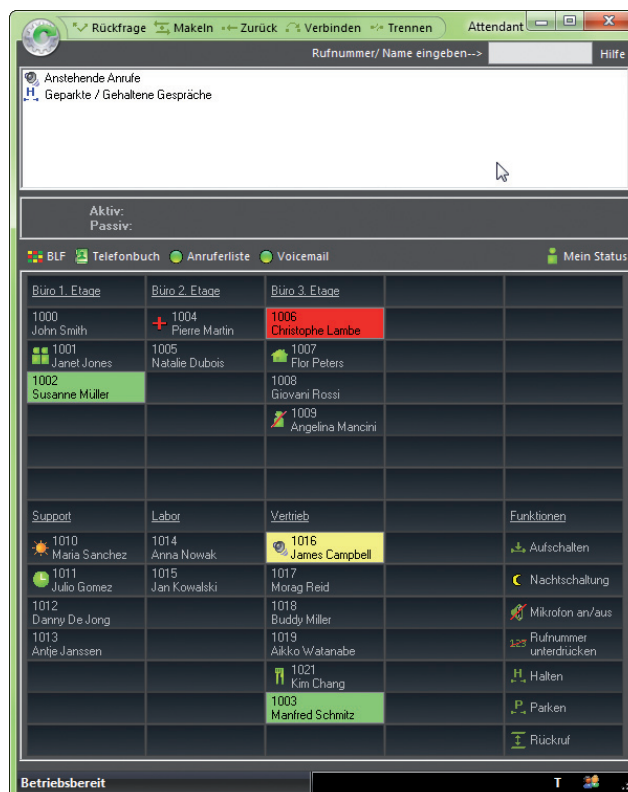 Rückfrage Makeln Zurück Verbinden Trennen Attendant
Rufnummer/ Name eingeben--> Hilfe
Anstehende Anrufe
H Geparkte / Gehaltene Gespräche
Aktiv:
Passiv:
BLF Telefonbuch Anruferliste Voicemail Mein Status
Büro 1. Etage Büro 2. Etage Büro 3. Etage
1000 1004 1006
John Smith Pierre Martin Christophe Lambe
1001 1005 1007
Janet Jones Natalie Dubois Flor Peters
1002 1008
Susanne Müller Giovani Rossi
1009
Angelina Mancini
Support Labor Vertrieb Funktionen
1010 1014 1016
Maria Sanchez Anna Nowak James Campbell Aufschalten
1011 1015 1017
Julio Gomez Jan Kowalski Morag Reid Nachtschaltung
1012 1018
Danny De Jong Buddy Miller Mikrofon an/aus
1013 1019 123 Rufnummer
Antje Janssen Aikko Watanabe unterdrücken
1021
Kim Chang H Halten
1003
Manfred Schmitz P Parken
Rückruf
Betriebsbereit T